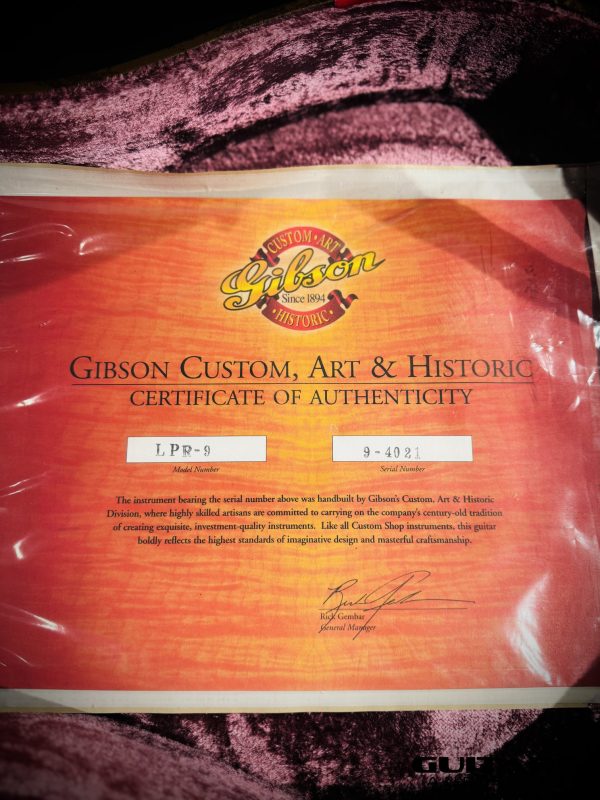 CUSTOM • ART
Gibson
Since 1894
• HISTORIC •
GIBSON CUSTOM, ART & HISTORIC
CERTIFICATE OF AUTHENTICITY
LPR-9 9-4021
Model Number Serial Number
The instrument bearing the serial number above was handbuilt by Gibson's Custom, Art & Historic
Division, where highly skilled artisans are committed to carrying on the company's century-old tradition
of creating exquisite, investment-quality instruments. Like all Custom Shop instruments, this guitar
boldly reflects the highest standards of imaginative design and masterful craftsmanship.
Rick Gembar
General Manager